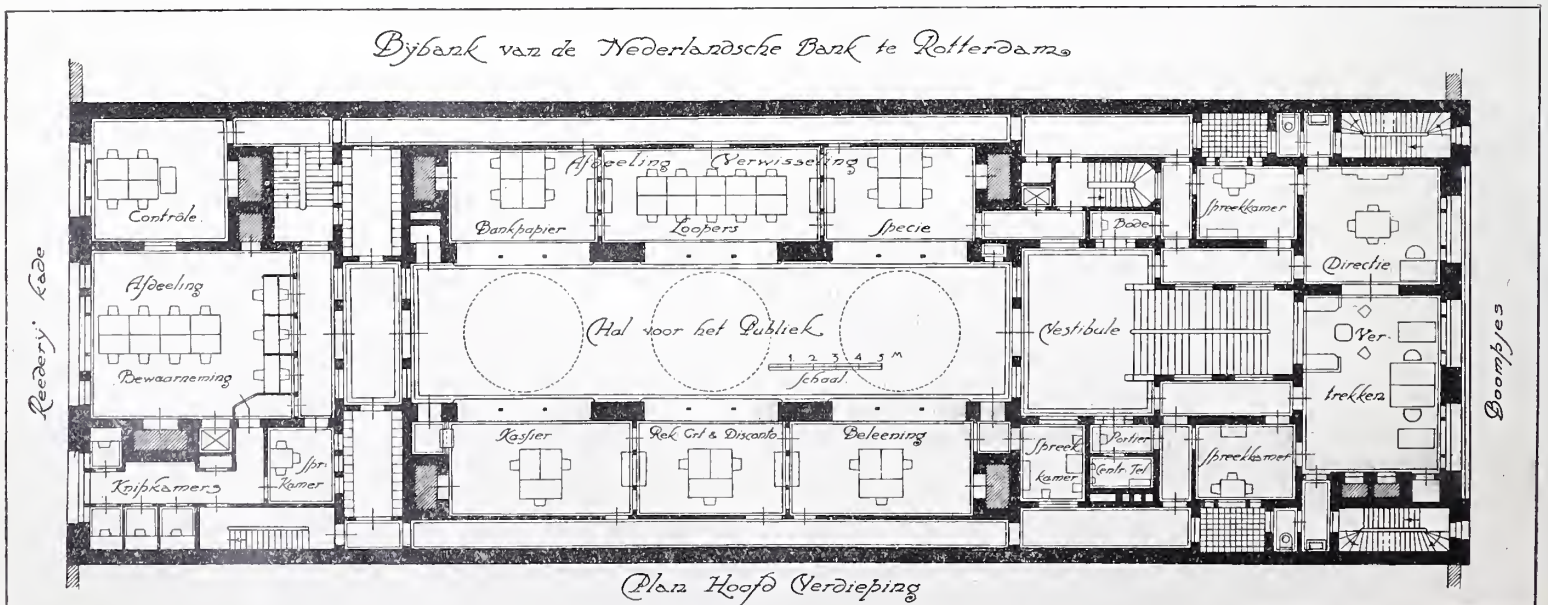 Bijbank van de Nederlandsche Bank te Rotterdam
Contrôle.
Afdeeling Verwisseling
Bankpapier
Loopers
Specie
Bode
Spreekkamer
Directie
Reederij kade
Afdeeling
Bewaarneming
Hal voor het Publiek
1 2 3 4 5 M
Schaal.
Vestibule
Ver-
trekken
Boompjes
Knipkamers
Spr.
Kamer
Kassier
Rek. Crt & Disconto
Beleening
Spreek
kamer
Portier
Centr. Tel
Spreekkamer
Plan Hoofd Verdieping